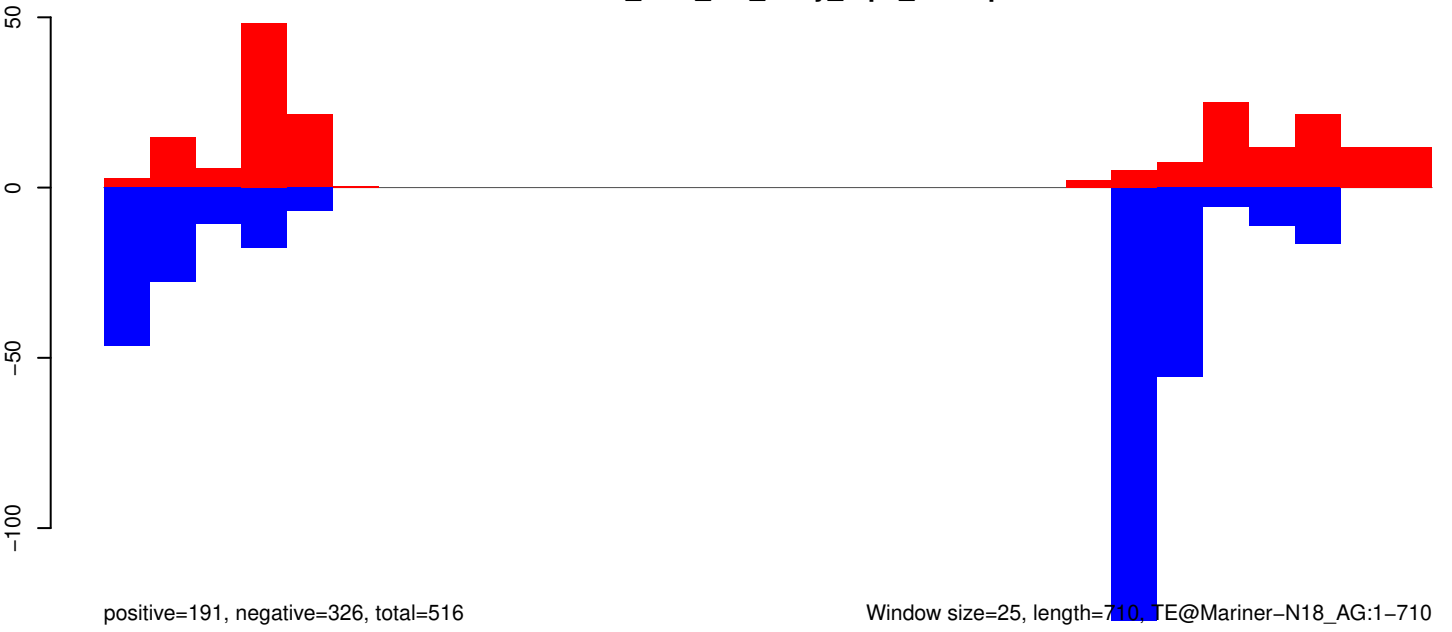 50
0
−50
−100
positive=191, negative=326, total=516
Window size=25, length=710, TE@Mariner−N18_AG:1−710